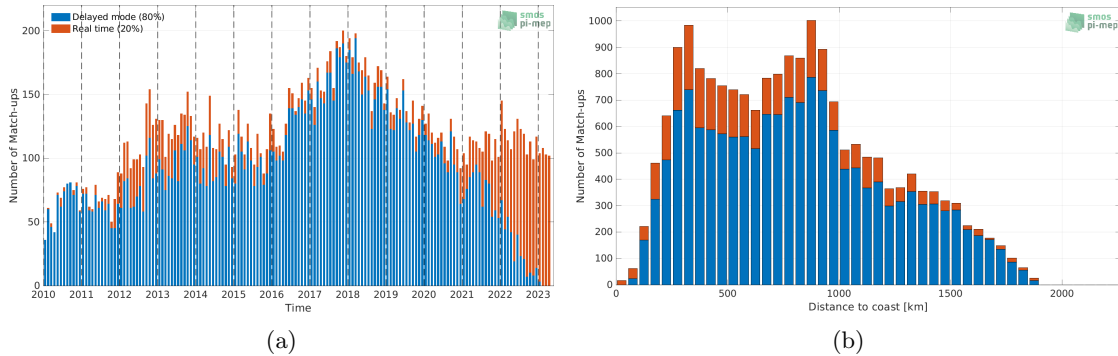 Delayed mode (80%)
Real time (20%)
smos
pi-mep
Number of Match-ups
200
150
100
50
0
2010 2011 2012 2013 2014 2015 2016 2017 2018 2019 2020 2021 2022 2023
Time
(a)
smos
pi-mep
Number of Match-ups
1000
900
800
700
600
500
400
300
200
100
0
0 500 1000 1500 2000
Distance to coast [km]
(b)